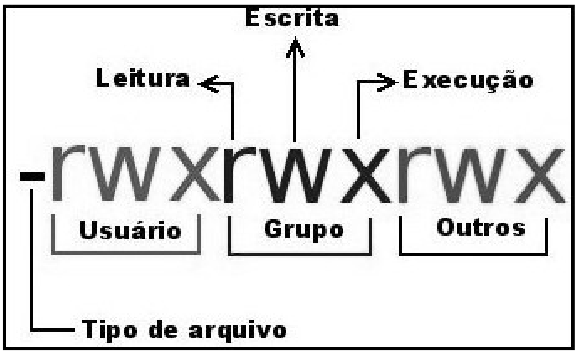 Escrita
Leitura
Execução
-rwxrwxrwx
Usuário
Grupo
Outros
Tipo de arquivo